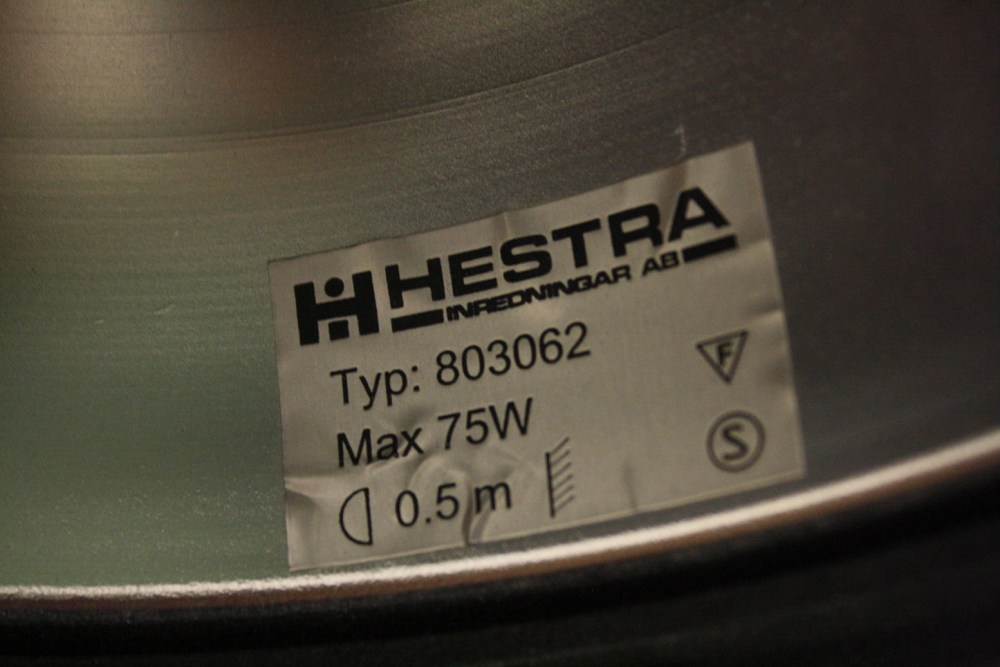 HESTRA
INREDNINGAR AB
Typ: 803062
Max 75W
0.5 m
F
S